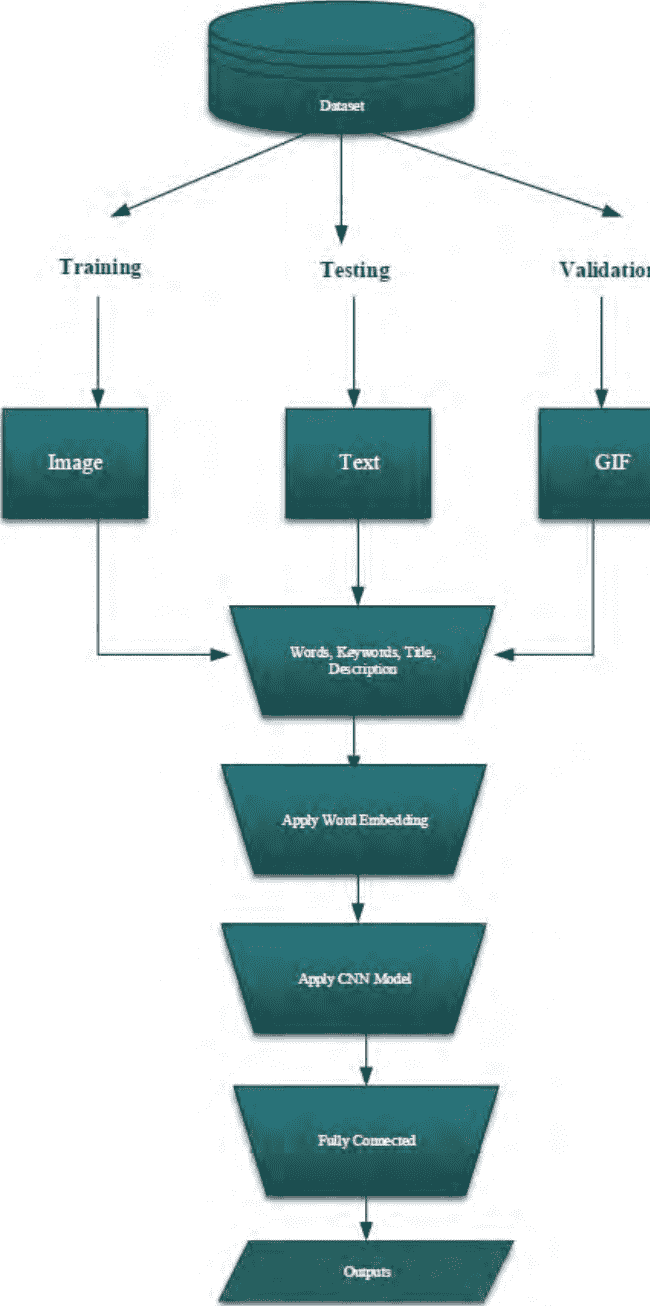 Dataset
Training
Testing
Validation
Image
Text
GIF
Words, Keywords, Title,
Description
Apply Word Embedding
Apply CNN Model
Fully Connected
Outputs